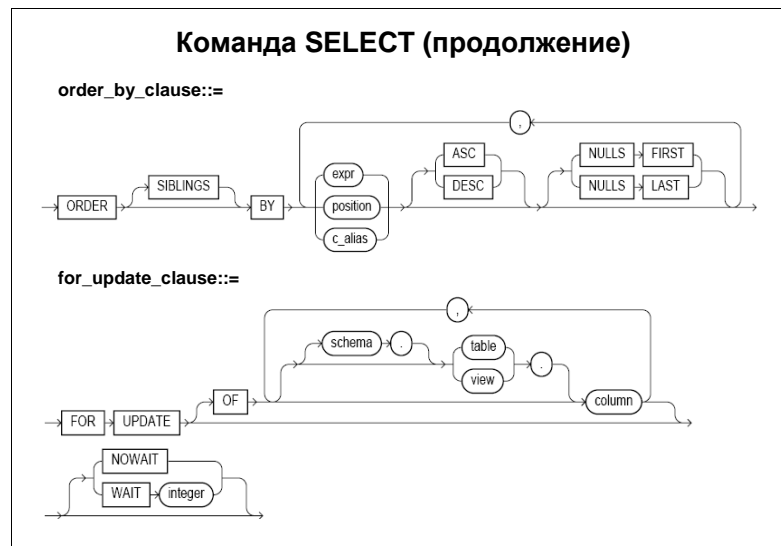 Команда SELECT (продолжение)
order_by_clause::=
,
ASC
NULLS FIRST
SIBLINGS
expr
DESC
NULLS LAST
ORDER
BY
position
c_alias
for_update_clause::=
,
schema .
table
view
.
OF
column
FOR UPDATE
NOWAIT
WAIT integer